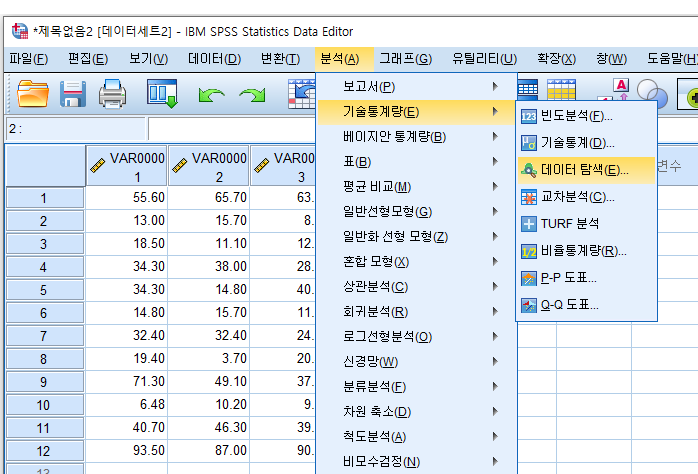 *제목없음2 [데이터세트2] - IBM SPSS Statistics Data Editor
파일(F) 편집(E) 보기(V) 데이터(D) 변환(T) 분석(A) 그래프(G) 유틸리티(U) 확장(X) 창(W) 도움말(H)
보고서(P)
기술통계량(E)
베이지안 통계량(B)
표(B)
평균 비교(M)
일반선형모형(G)
일반화 선형 모형(Z)
혼합 모형(X)
상관분석(C)
회귀분석(R)
로그선형분석(O)
신경망(W)
분류분석(F)
차원 축소(D)
척도분석(A)
비모수검정(N)
빈도분석(F)...
기술통계(D)...
데이터 탐색(E)...
교차분석(C)...
TURF 분석
비율통계량(R)...
P-P 도표...
Q-Q 도표...
2 :
VAR00001 VAR00002 VAR0003 변수
1 55.60 65.70 63.
2 13.00 15.70 8.
3 18.50 11.10 12.
4 34.30 38.00 28.
5 34.30 54.70 40.
6 14.80 15.70 11.
7 32.40 32.40 24.
8 19.40 3.70 20.
9 71.30 49.10 37.
10 6.48 10.20 9.
11 40.70 46.30 39.
12 93.50 87.00 90.